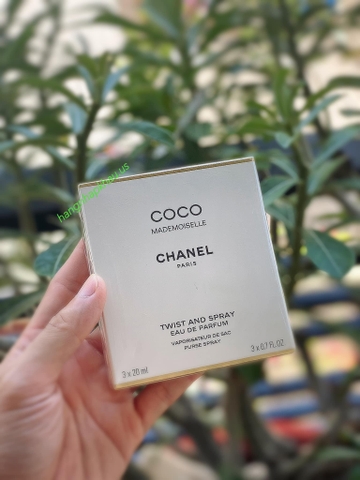 COCO
MADEMOISELLE
CHANEL
PARIS
TWIST AND SPRAY
EAU DE PARFUM
VAPORISATEUR DE SAC
PURSE SPRAY
3 x 20 ml
3 x 0.7 FL.OZ